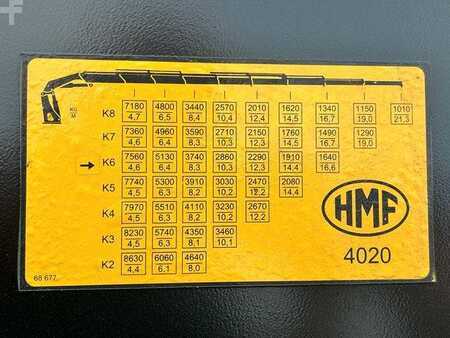 KG
M
K8 7180 4800 3440 2570 2010 1620 1340 1150 1010
4,7 6,5 8,4 10,4 12,4 14,5 16,7 19,0 21,3
K7 7360 4960 3590 2710 2150 1760 1490 1290
4,6 6,4 8,3 10,3 12,3 14,5 16,7 19,0
K6 7560 5130 3740 2860 2290 1910 1640
4,6 6,4 8,3 10,3 12,3 14,4 16,6
K5 7740 5300 3910 3030 2470 2080
4,5 6,3 8,2 10,2 12,2 14,4
K4 7970 5510 4110 3230 2670
4,5 6,3 8,2 10,2 12,2
K3 8230 5740 4350 3460
4,5 6,3 8,1 10,1
K2 8630 6060 4640
4,4 6,1 8,0
HMF
4020
68 677